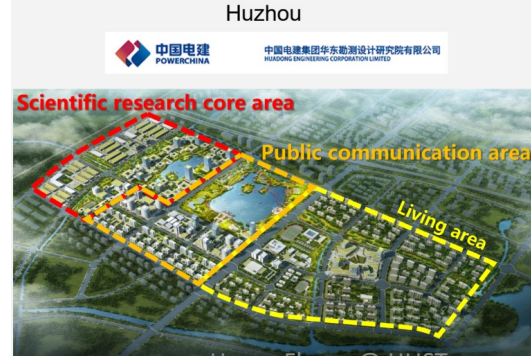 Huzhou
中国电建
POWERCHINA
中国电建集团华东勘测设计研究院有限公司
HUADONG ENGINEERING CORPORATION LIMITED
Scientific research core area
Public communication area
Living area